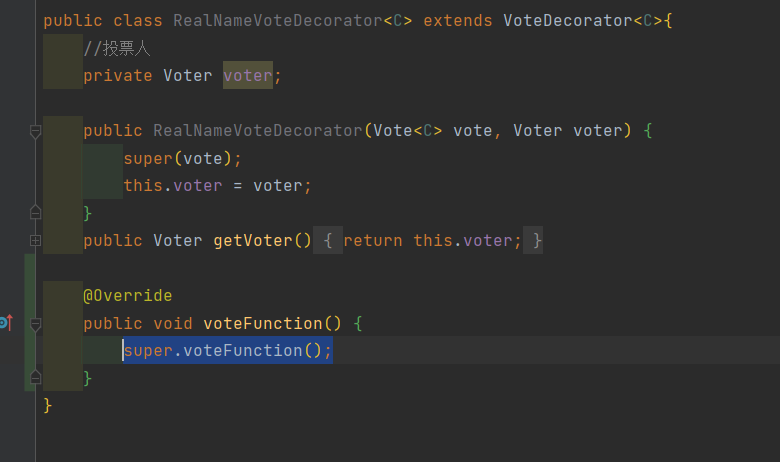 public class RealNameVoteDecorator<C> extends VoteDecorator<C>{
//投票人
private Voter voter;
public RealNameVoteDecorator(Vote<C> vote, Voter voter) {
super(vote);
this.voter = voter;
}
public Voter getVoter() { return this.voter; }
@Override
public void voteFunction() {
super.voteFunction();
}
}